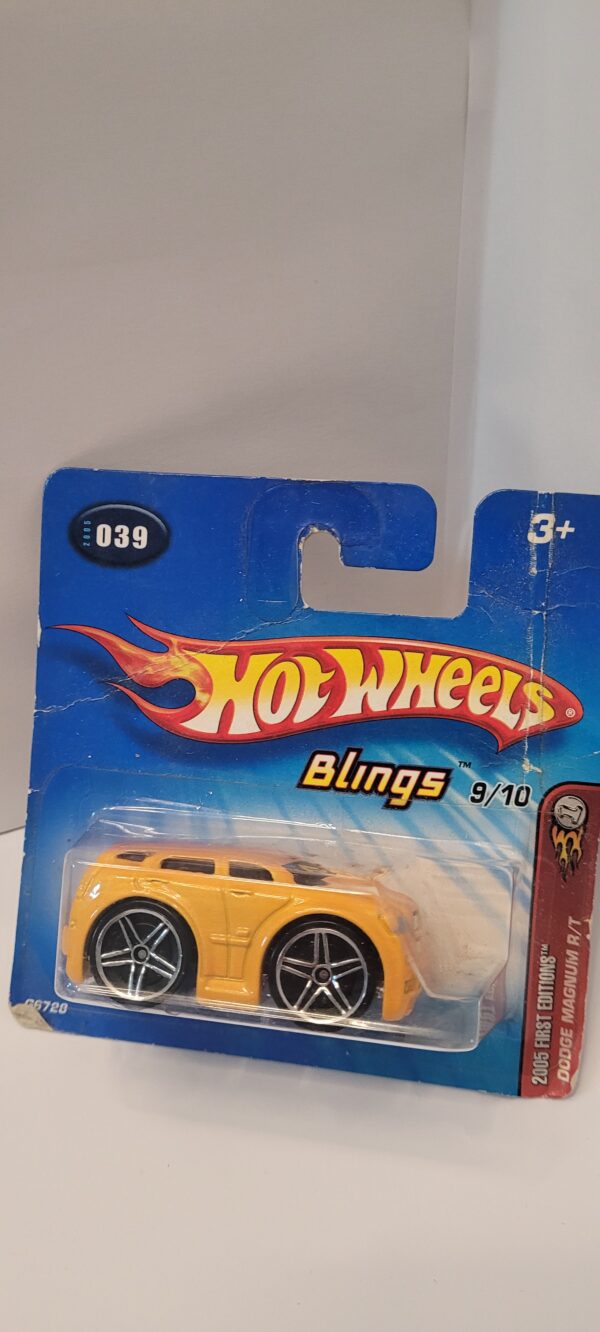 2005 039
3+
HOT WHEELS®
Blings™ 9/10
2005 FIRST EDITIONS™
DODGE MAGNUM R/T
G6720